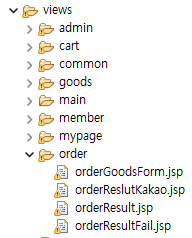 views
admin
cart
common
goods
main
member
mypage
order
orderGoodsForm.jsp
orderReslutKakao.jsp
orderResult.jsp
orderResultFail.jsp